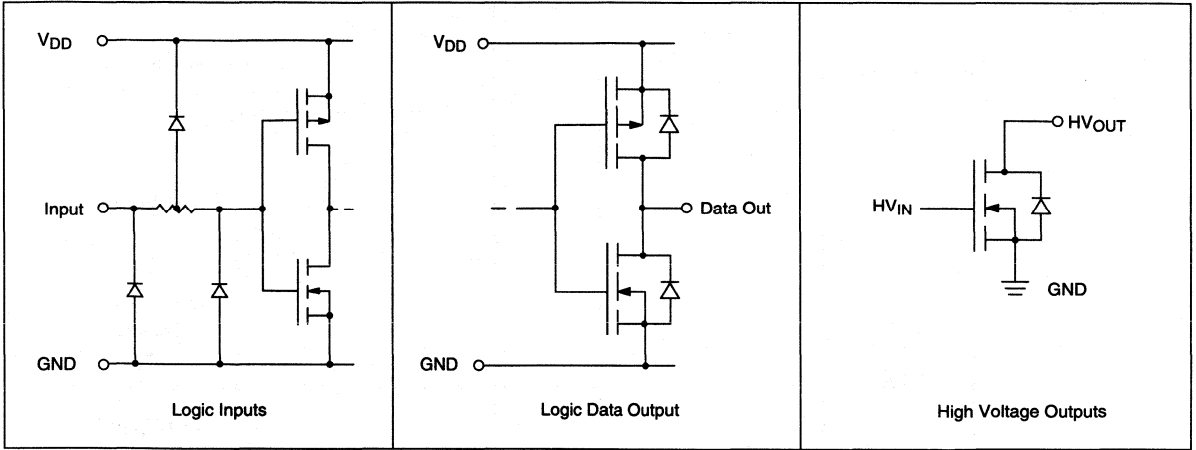 VDD
Input
GND
Logic Inputs
VDD
Data Out
GND
Logic Data Output
HVOUT
HVIN
GND
High Voltage Outputs